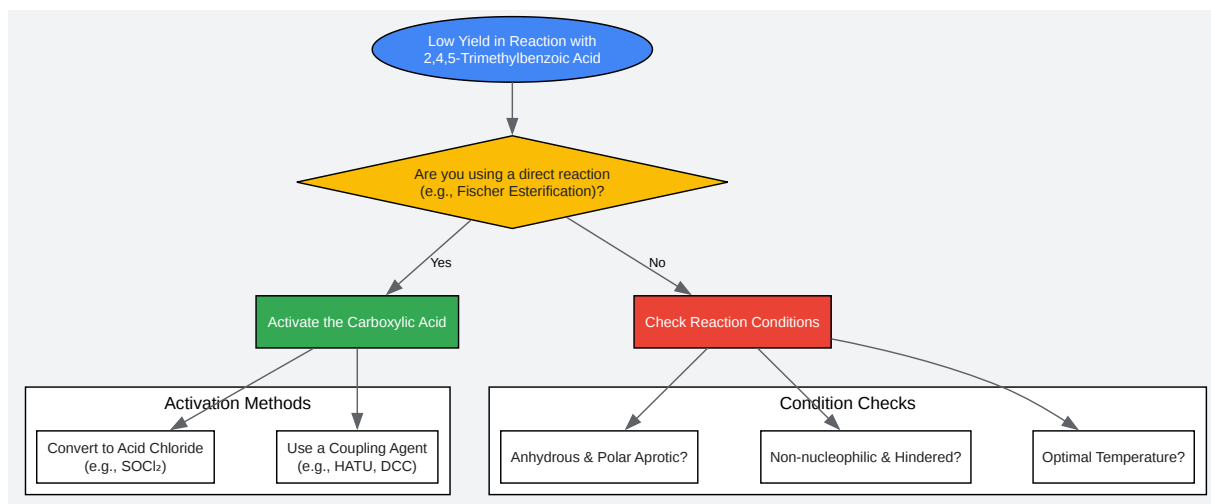 Low Yield in Reaction with
2,4,5-Trimethylbenzoic Acid
Are you using a direct reaction
(e.g., Fischer Esterification)?
Yes
No
Activate the Carboxylic Acid
Check Reaction Conditions
Activation Methods
Condition Checks
Convert to Acid Chloride
(e.g., SOCl₂)
Use a Coupling Agent
(e.g., HATU, DCC)
Anhydrous & Polar Aprotic?
Non-nucleophilic & Hindered?
Optimal Temperature?